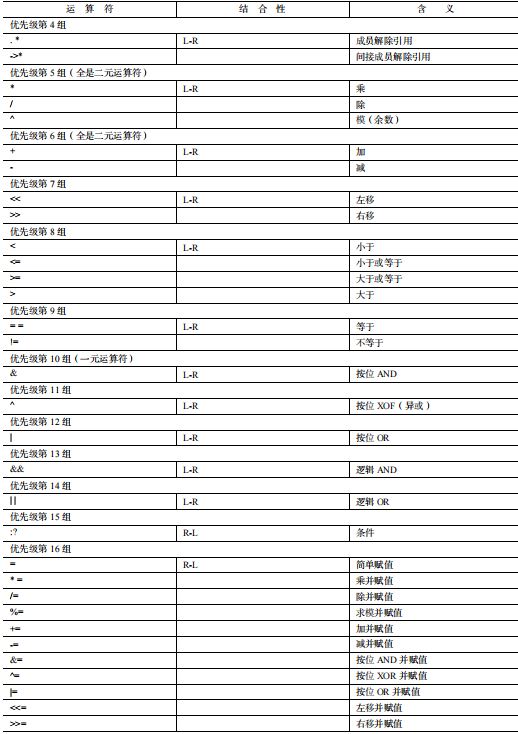 运 算 符 结 合 性 含 义
优先级第 4 组
. * L-R 成员解除引用
->* 间接成员解除引用
优先级第 5 组（全是二元运算符）
* L-R 乘
/ 除
^ 模（余数）
优先级第 6 组（全是二元运算符）
+ L-R 加
- 减
优先级第 7 组
<< L-R 左移
>> 右移
优先级第 8 组
< L-R 小于
<= 小于或等于
>= 大于或等于
> 大于
优先级第 9 组
= = L-R 等于
!= 不等于
优先级第 10 组（一元运算符）
& L-R 按位 AND
优先级第 11 组
^ L-R 按位 XOF（异或）
优先级第 12 组
| L-R 按位 OR
优先级第 13 组
&& L-R 逻辑 AND
优先级第 14 组
|| L-R 逻辑 OR
优先级第 15 组
:? R-L 条件
优先级第 16 组
= R-L 简单赋值
* = 乘并赋值
/= 除并赋值
%= 求模并赋值
+= 加并赋值
-= 减并赋值
&= 按位 AND 并赋值
^= 按位 XOR 并赋值
|= 按位 OR 并赋值
<<= 左移并赋值
>>= 右移并赋值